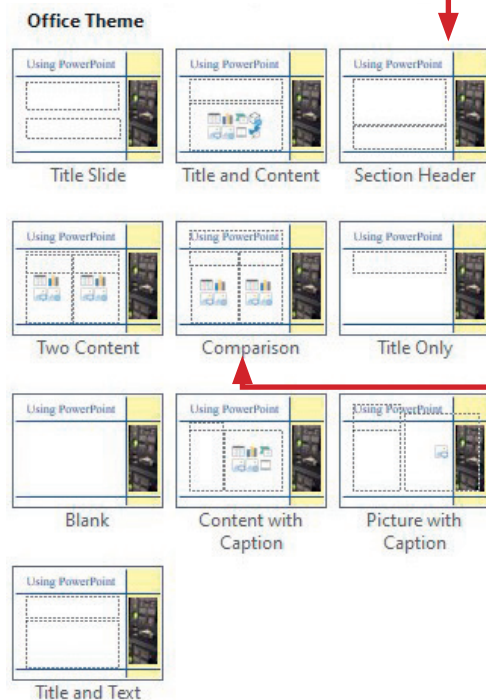 Office Theme
Using PowerPoint
Using PowerPoint
Using PowerPoint
Title Slide
Title and Content
Section Header
Using PowerPoint
Using PowerPoint
Using PowerPoint
Two Content
Comparison
Title Only
Using PowerPoint
Using PowerPoint
Using PowerPoint
Blank
Content with
Caption
Picture with
Caption
Using PowerPoint
Title and Text